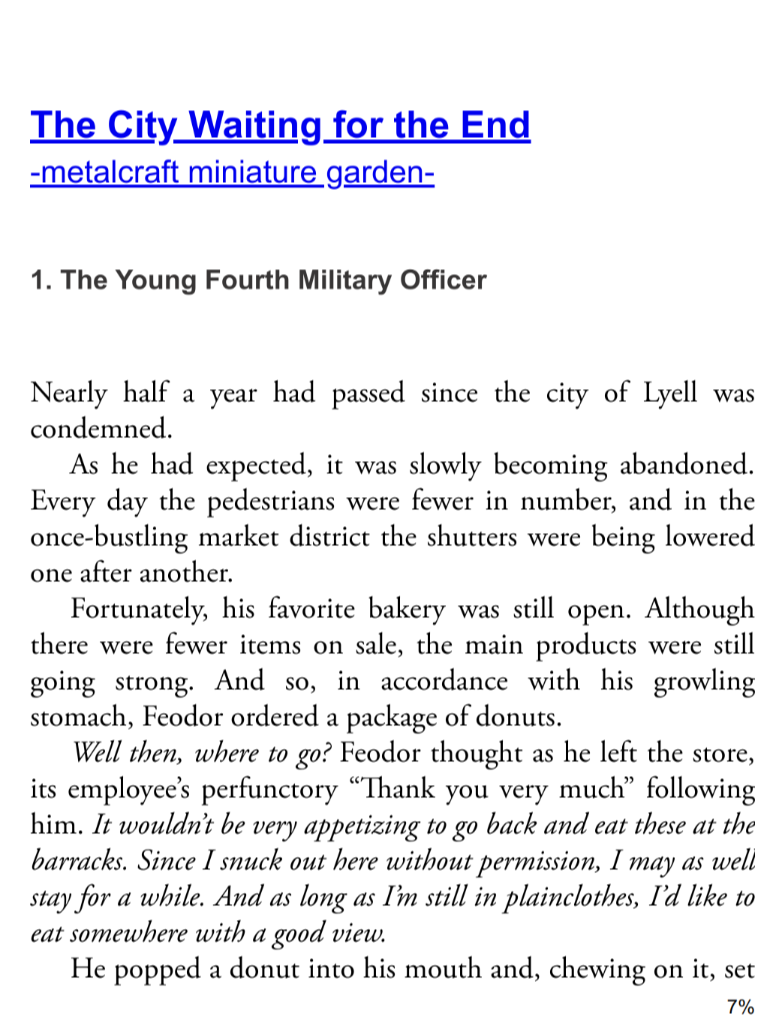 The City Waiting for the End
-metalcraft miniature garden-
1. The Young Fourth Military Officer
Nearly half a year had passed since the city of Lyell was
condemned.
As he had expected, it was slowly becoming abandoned.
Every day the pedestrians were fewer in number, and in the
once-bustling market district the shutters were being lowered
one after another.
Fortunately, his favorite bakery was still open. Although
there were fewer items on sale, the main products were still
going strong. And so, in accordance with his growling
stomach, Feodor ordered a package of donuts.
Well then, where to go? Feodor thought as he left the store,
its employee’s perfunctory “Thank you very much” following
him. It wouldn’t be very appetizing to go back and eat these at the
barracks. Since I snuck out here without permission, I may as well
stay for a while. And as long as I’m still in plainclothes, I’d like to
eat somewhere with a good view.
He popped a donut into his mouth and, chewing on it, set
7%